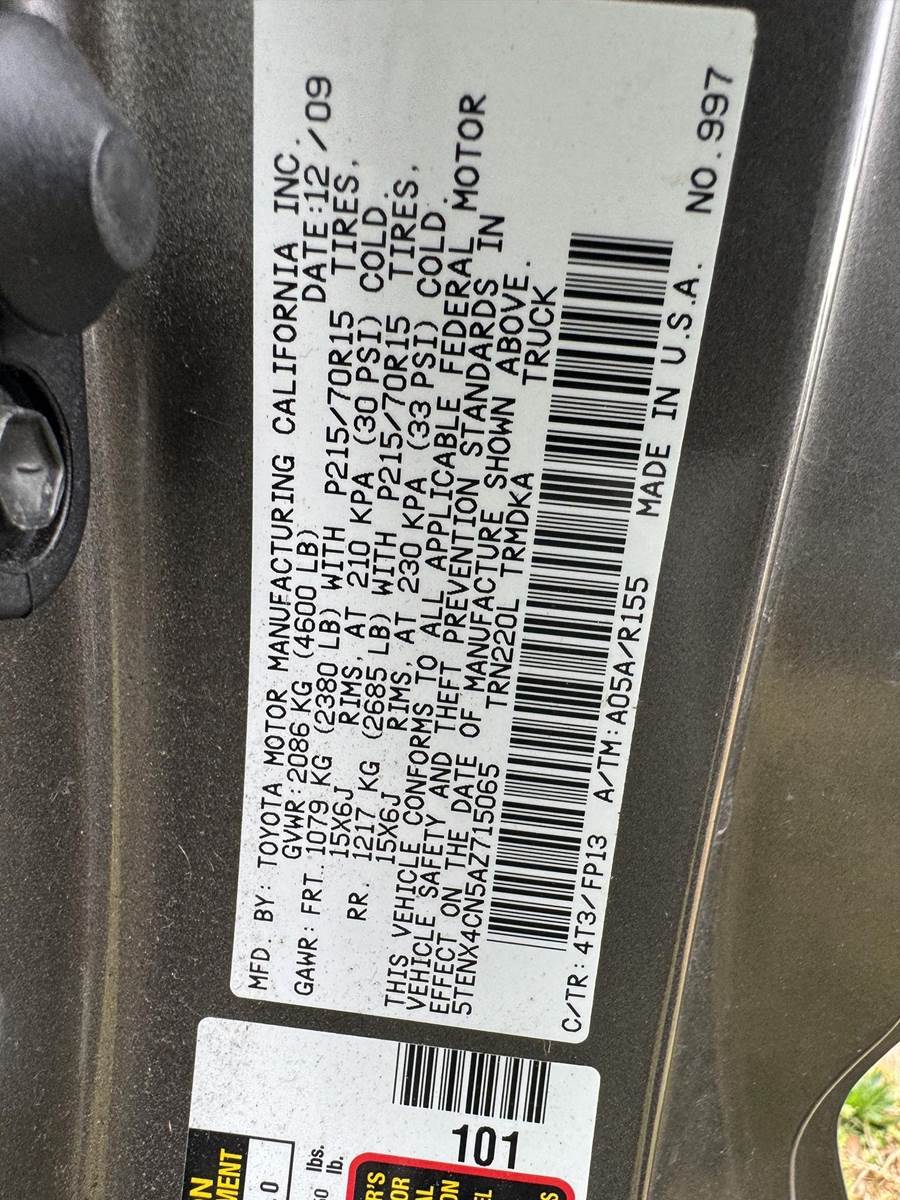 MFD. BY: TOYOTA MOTOR MANUFACTURING CALIFORNIA INC.
GVWR: 2086 KG (4600 LB) DATE: 12 /09
GAWR: FRT. 1079 KG (2380 LB) WITH P215/70R15 TIRES,
15X6J RIMS, AT 210 KPA (30 PSI) COLD
RR. 1217 KG (2685 LB) WITH P215/70R15 TIRES,
15X6J RIMS, AT 230 KPA (33 PSI) COLD.
THIS VEHICLE CONFORMS TO ALL APPLICABLE FEDERAL MOTOR
VEHICLE SAFETY AND THEFT PREVENTION STANDARDS IN
EFFECT ON THE DATE OF MANUFACTURE SHOWN ABOVE.
5TENX4CN5AZ715065 TRN220L TRMDKA TRUCK
C/TR: 4T3/FP13 A/TM: A05A/R155 MADE IN U.S.A. NO. 997
101
lbs.
lb.